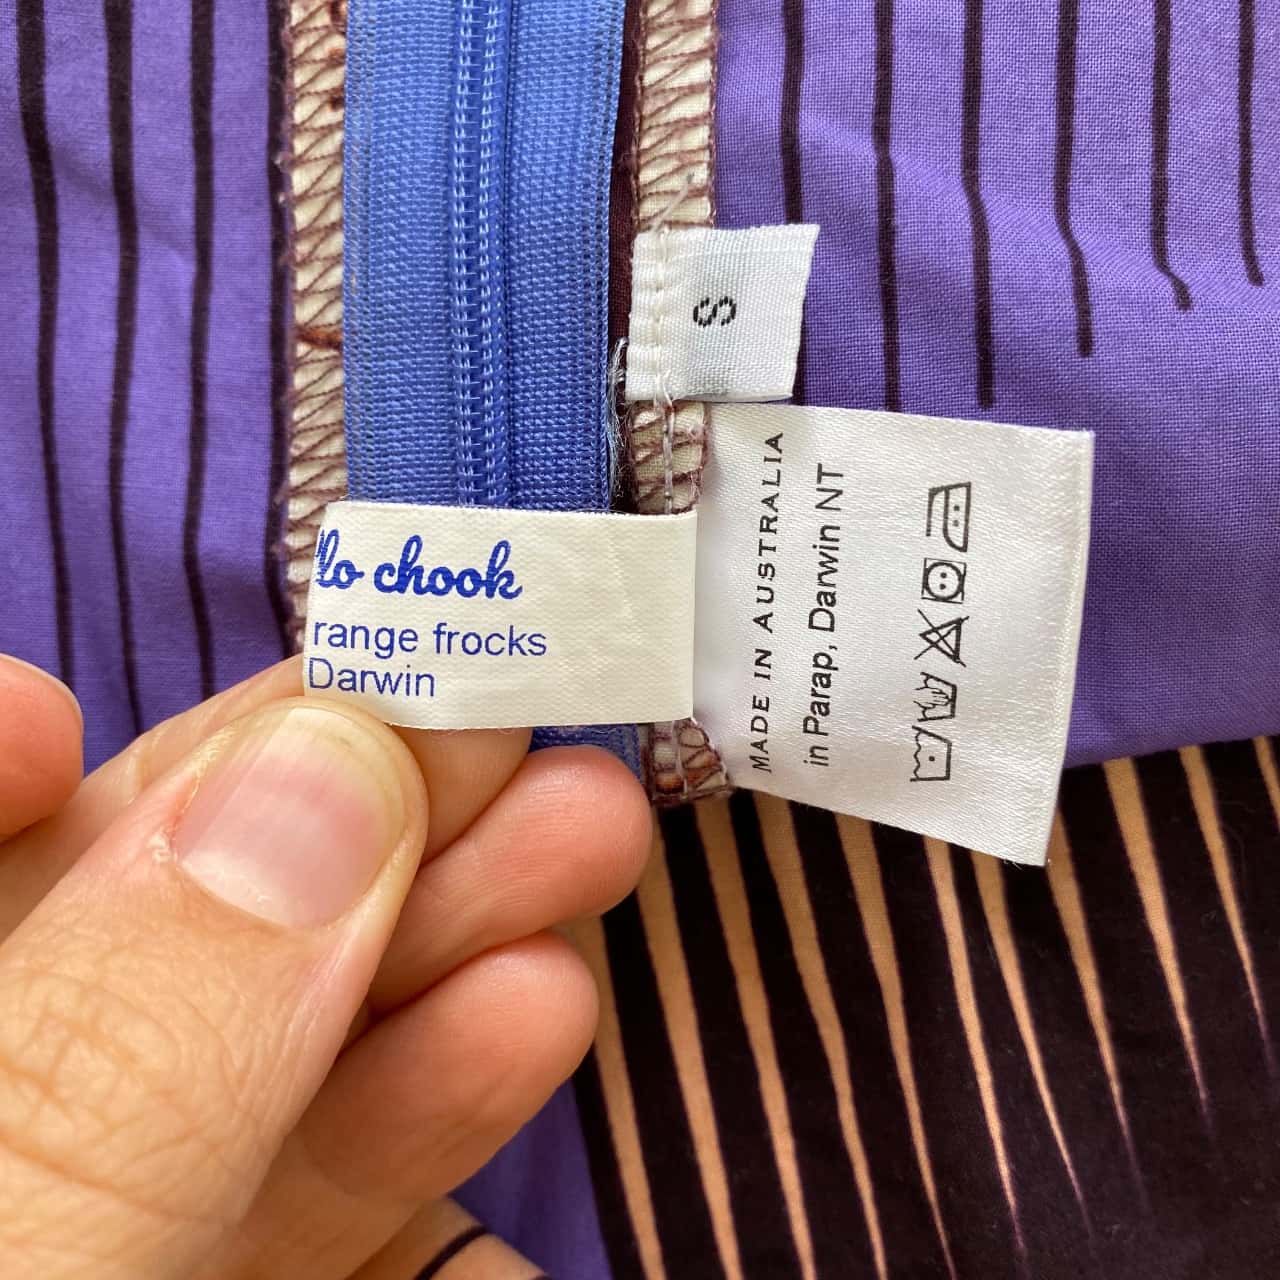 S
MADE IN AUSTRALIA
in Parap, Darwin NT
lo chook
range frocks
Darwin